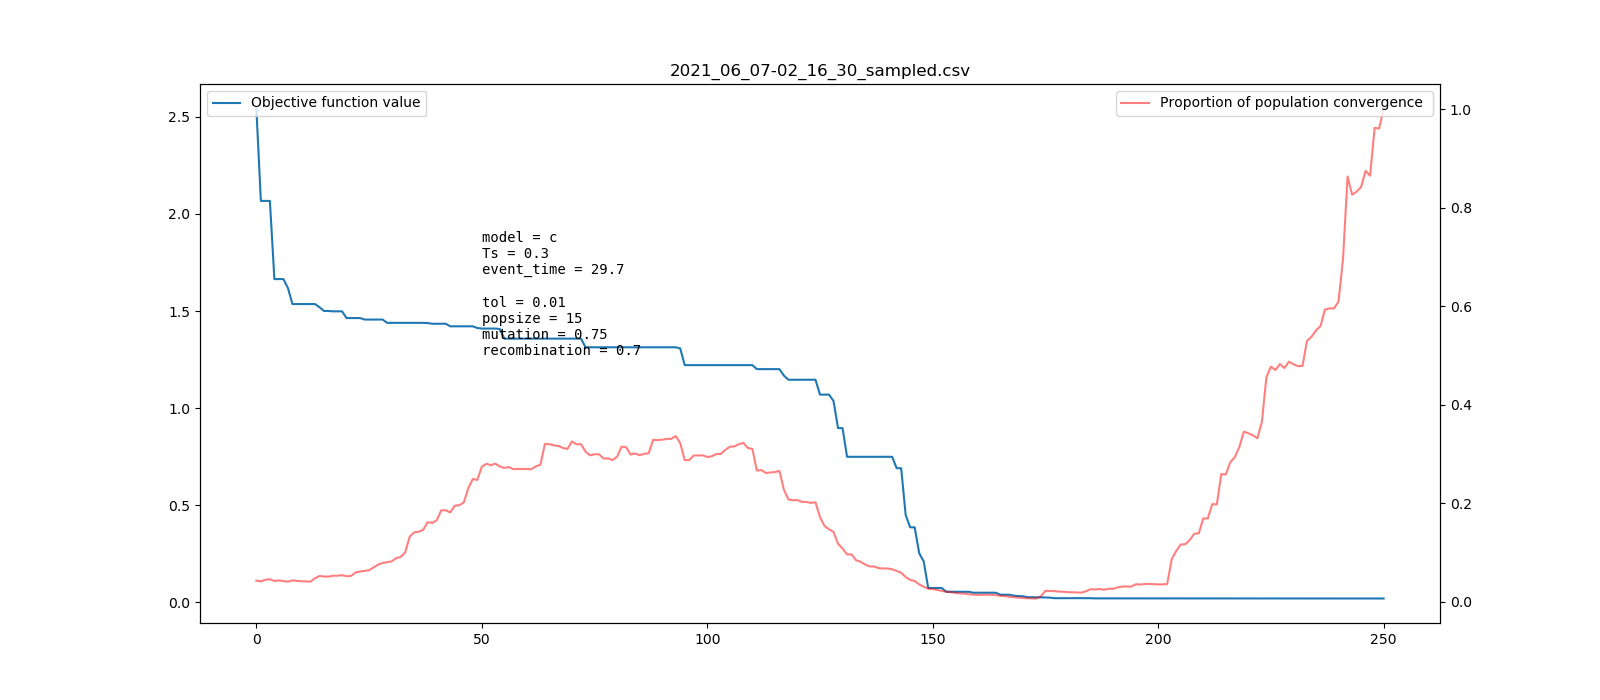 2021_06_07-02_16_30_sampled.csv
Objective function value
Proportion of population convergence
2.5
2.0
1.5
1.0
0.5
0.0
model = c
Ts = 0.3
event_time = 29.7
tol = 0.01
popsize = 15
mutation = 0.75
recombination = 0.7
1.0
0.8
0.6
0.4
0.2
0.0
0
50
100
150
200
250